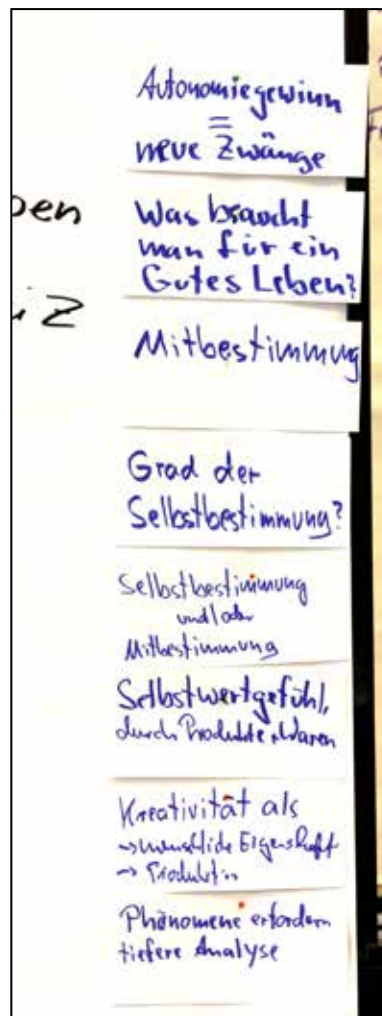 Autonomiegewinn
=
neue Zwänge
Was braucht
man für ein
Gutes Leben?
Mitbestimmung
Grad der
Selbstbestimmung?
Selbstbestimmung
und/oder
Mitbestimmung
Selbstwertgefühl,
durch Produkte, Waren
Kreativität als
→ menschliche Eigenschaft
→
Phänomene erfordern
tiefere Analyse